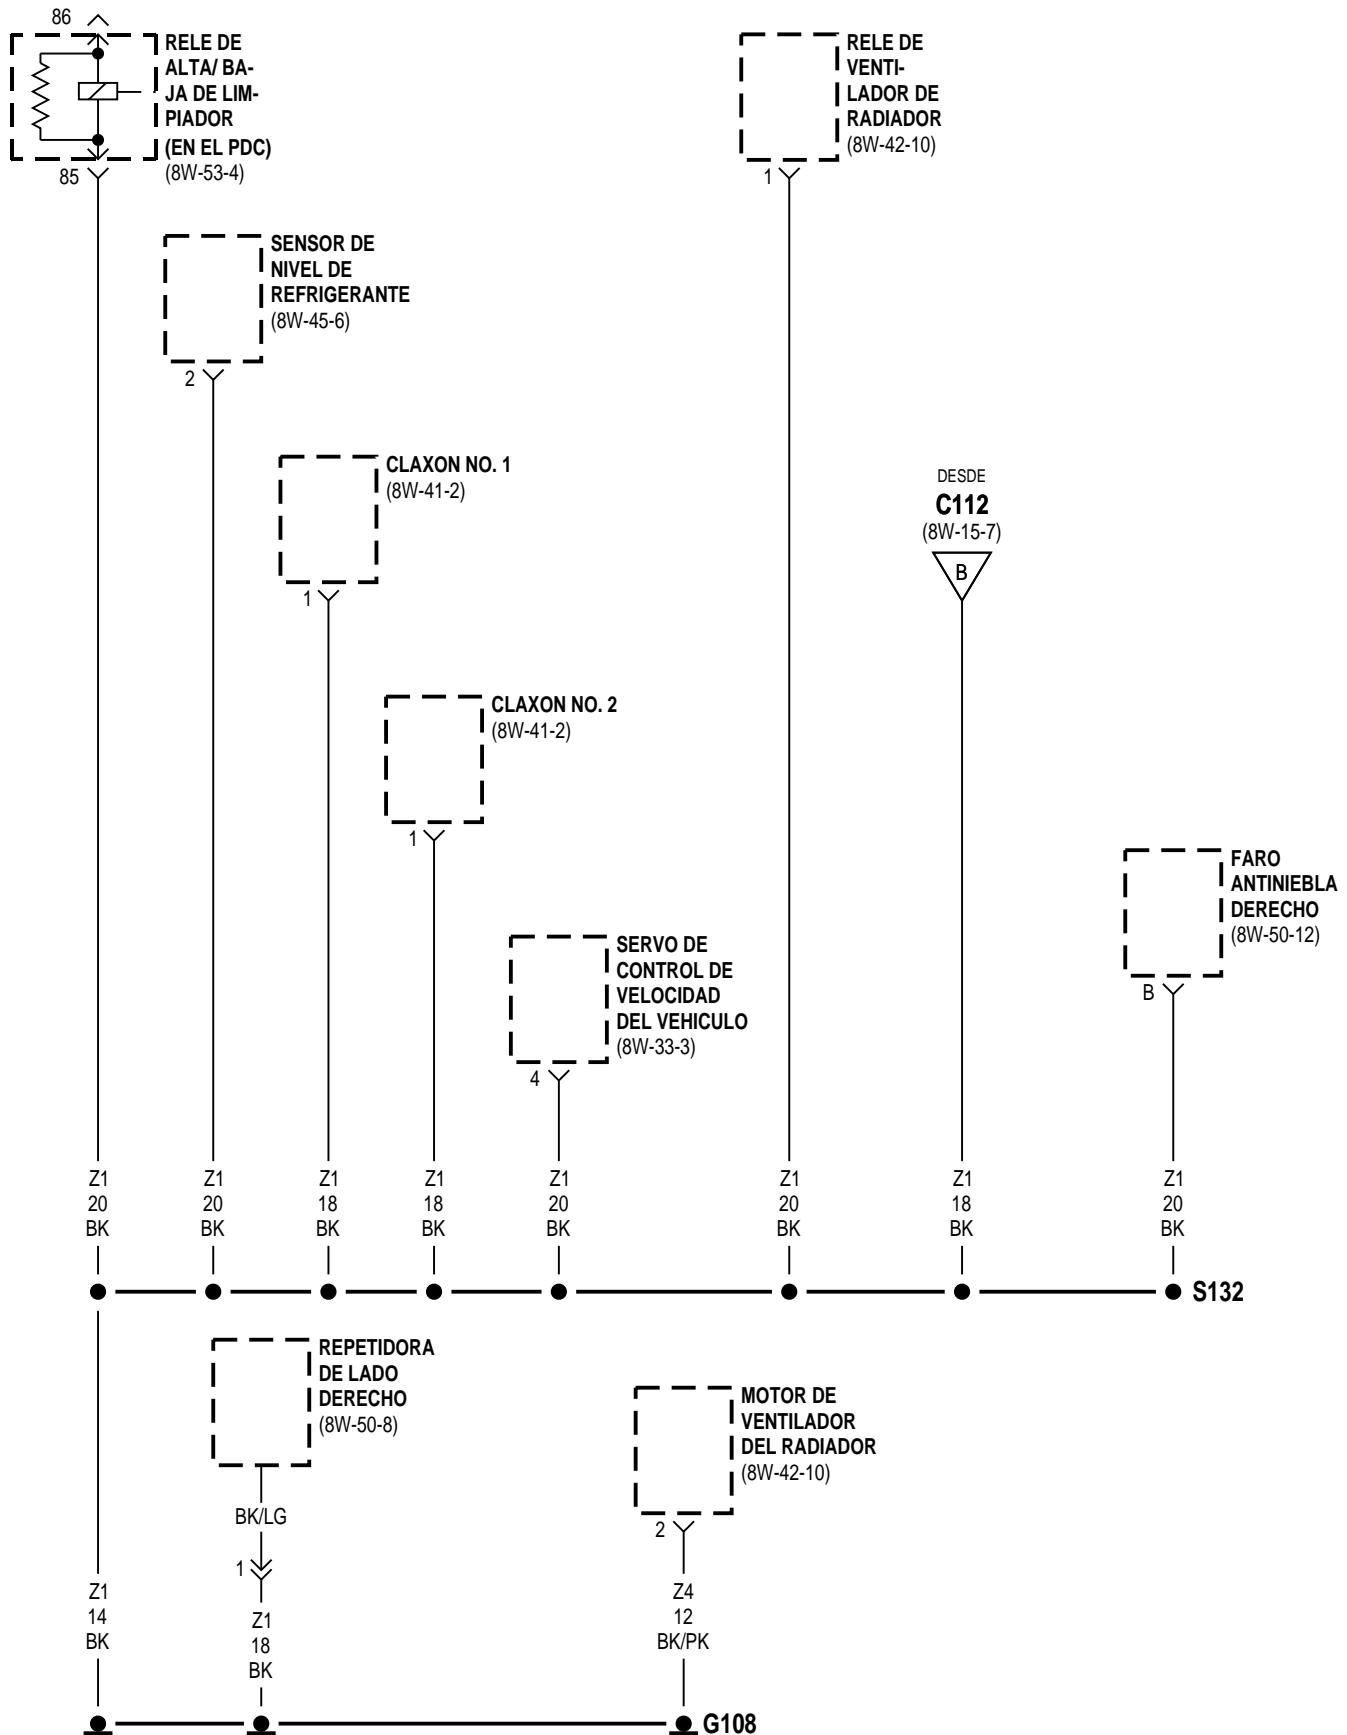 86
RELE DE
ALTA/ BA-
JA DE LIM-
PIADOR
(EN EL PDC)
(8W-53-4)
85
RELE DE
VENTI-
LADOR DE
RADIADOR
(8W-42-10)
1
SENSOR DE
NIVEL DE
REFRIGERANTE
(8W-45-6)
2
CLAXON NO. 1
(8W-41-2)
1
DESDE
C112
(8W-15-7)
B
CLAXON NO. 2
(8W-41-2)
1
FARO
ANTINIEBLA
DERECHO
(8W-50-12)
B
SERVO DE
CONTROL DE
VELOCIDAD
DEL VEHICULO
(8W-33-3)
4
Z1 Z1 Z1 Z1 Z1 Z1 Z1 Z1
20 20 18 18 20 20 18 20
BK BK BK BK BK BK BK BK
S132
REPETIDORA
DE LADO
DERECHO
(8W-50-8)
BK/LG
1
MOTOR DE
VENTILADOR
DEL RADIADOR
(8W-42-10)
2
Z1
14
BK
Z1
18
BK
Z4
12
BK/PK
G108